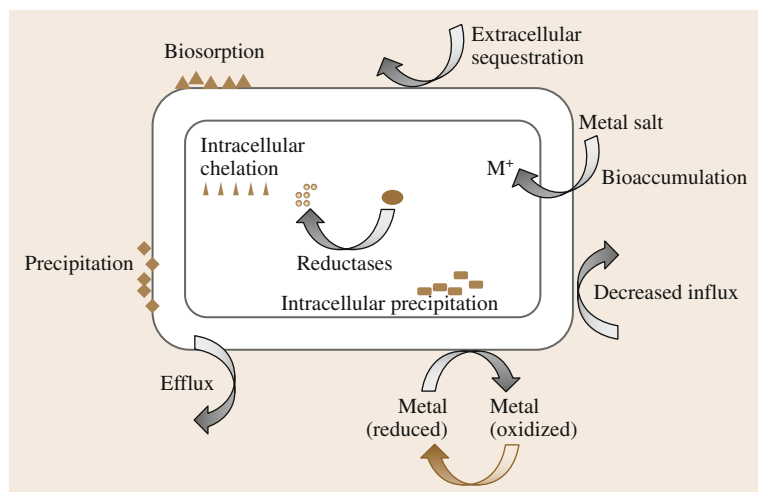 Biosorption
Extracellular
sequestration
Intracellular
chelation
Metal salt
M⁺
Bioaccumulation
Reductases
Precipitation
Intracellular precipitation
Decreased influx
Efflux
Metal
(reduced)
Metal
(oxidized)